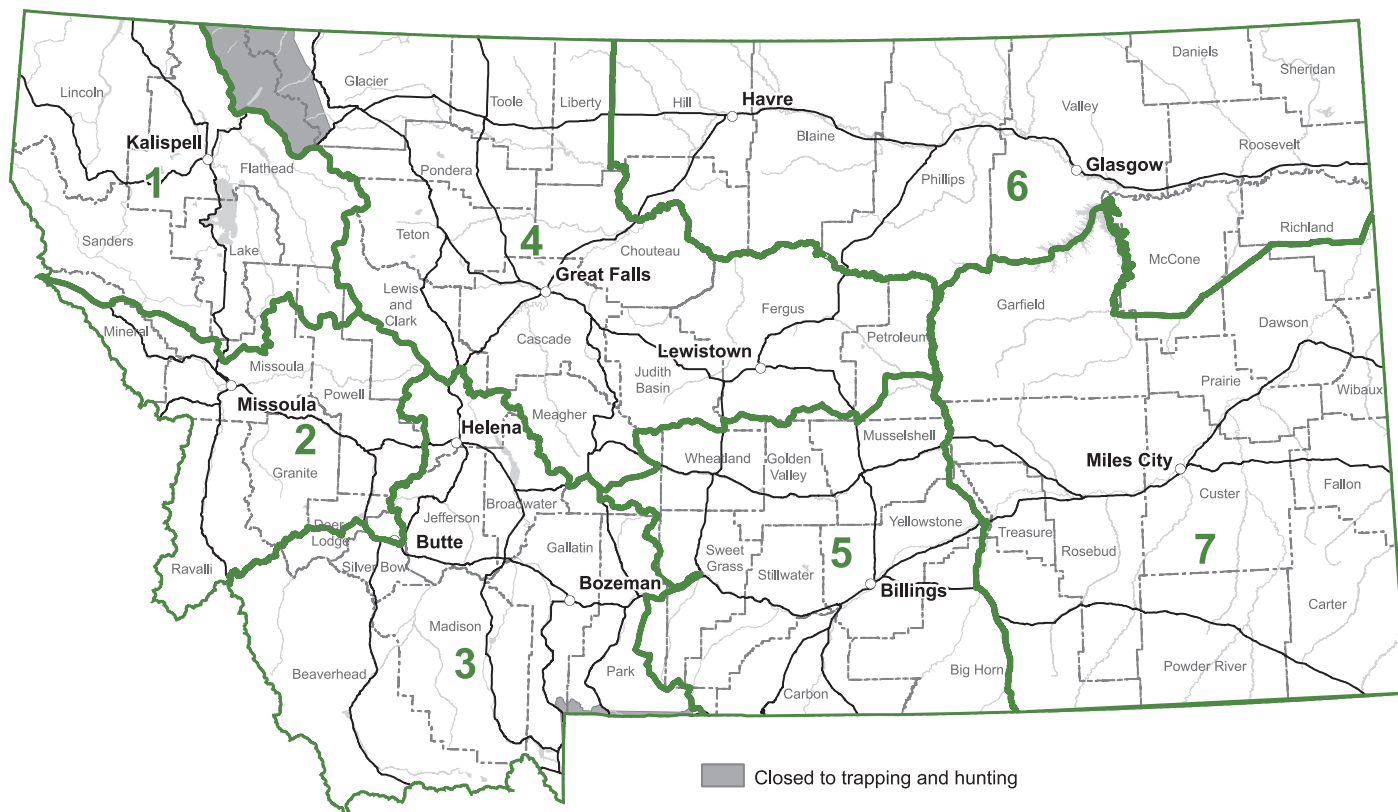 Daniels
Sheridan
Glacier
Lincoln
Toole
Liberty
Hill
Havre
Valley
Blaine
Roosevelt
Kalispell
Flathead
Pondera
Glasgow
1
Phillips
6
Sanders
Lake
Teton
4
Chouteau
Richland
McCone
Great Falls
Lewis
and
Clark
Garfield
Fergus
Mineral
Cascade
Petroleum
Dawson
Missoula
Lewistown
Judith
Basin
Prairie
Wibaux
Powell
Missoula
Meagher
Helena
2
Musselshell
Wheatland
Golden
Valley
Miles City
Granite
Custer
Fallon
Broadwater
Jefferson
Yellowstone
Deer
Lodge
Butte
Treasure
Gallatin
Sweet
Grass
5
Rosebud
7
Ravalli
Silver Bow
Stillwater
Bozeman
Billings
Carter
Madison
3
Beaverhead
Park
Big Horn
Powder River
Carbon
Closed to trapping and hunting